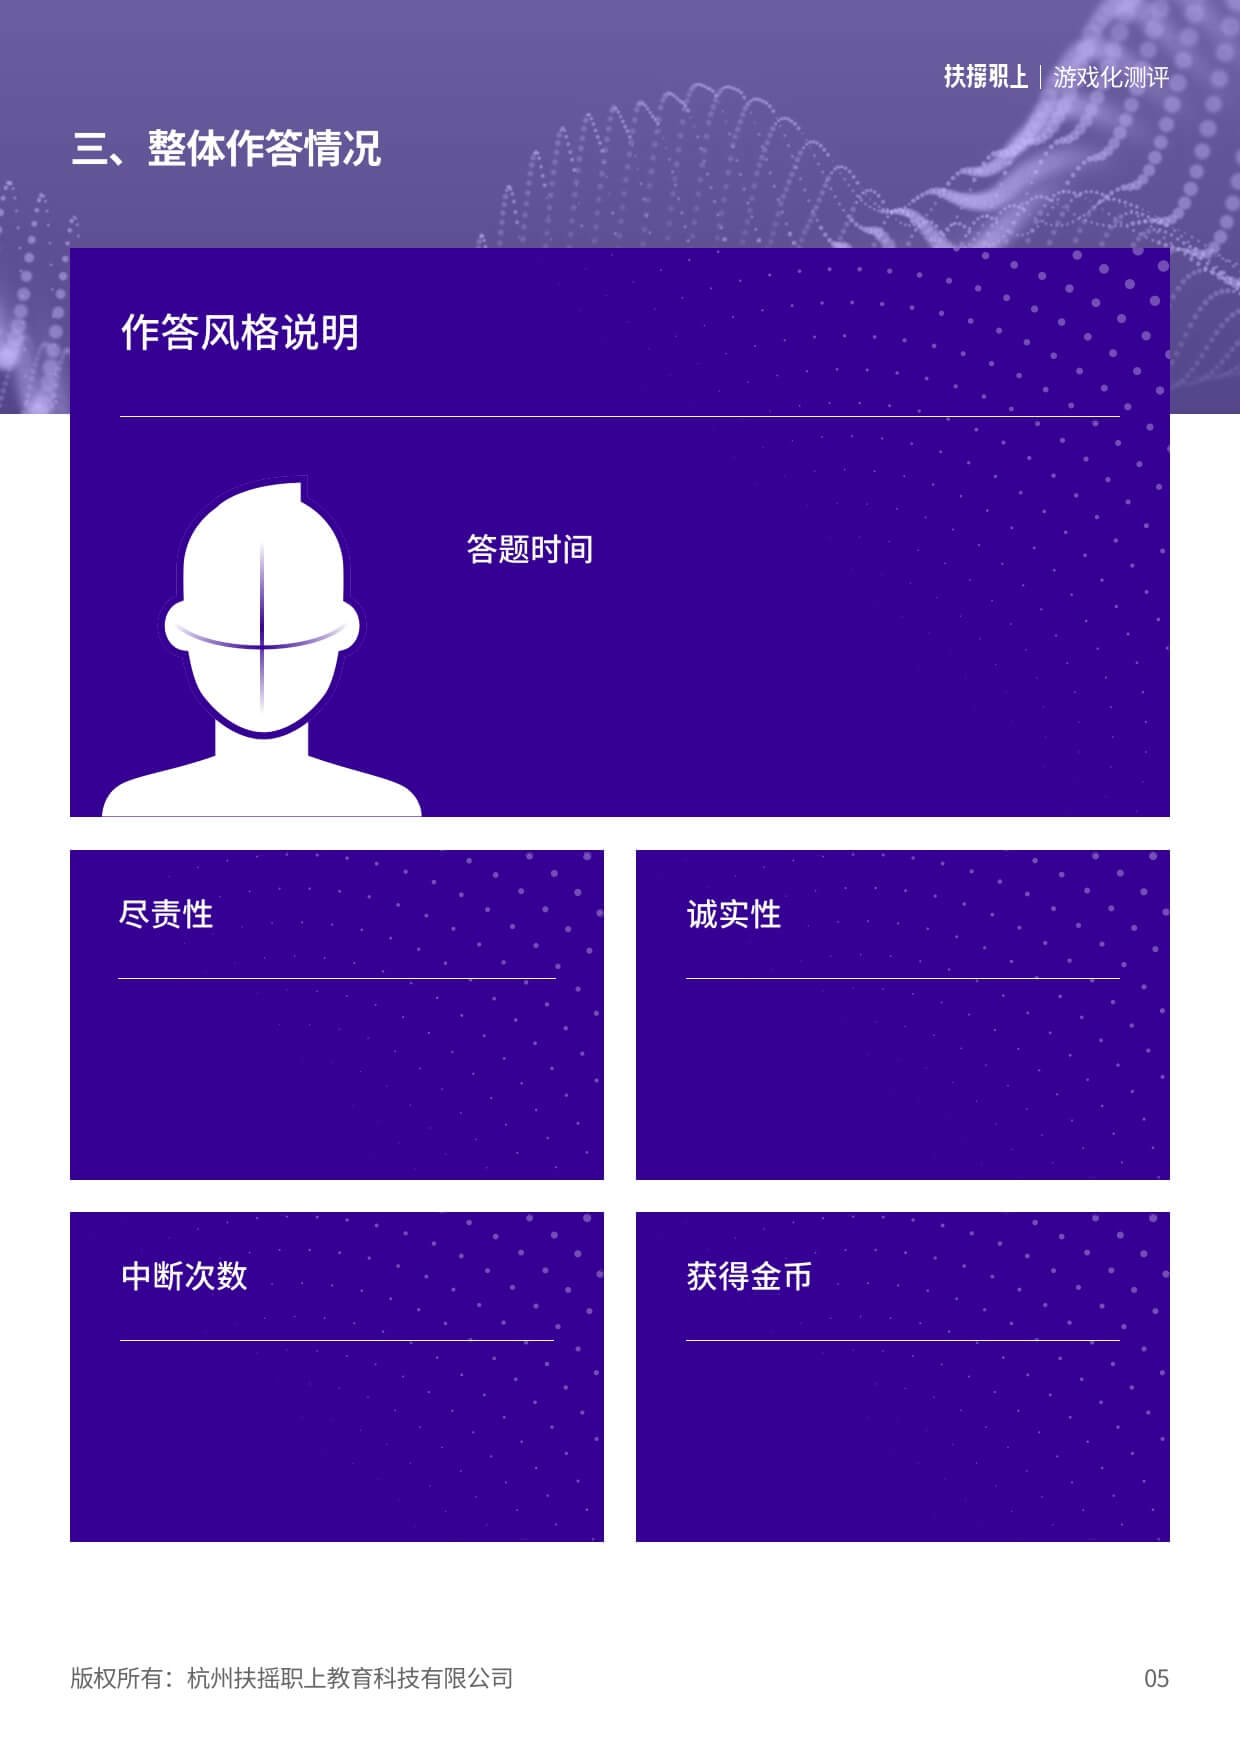 扶摇职上 | 游戏化测评
三、整体作答情况
作答风格说明
答题时间
尽责性
诚实性
中断次数
获得金币
版权所有：杭州扶摇职上教育科技有限公司
05